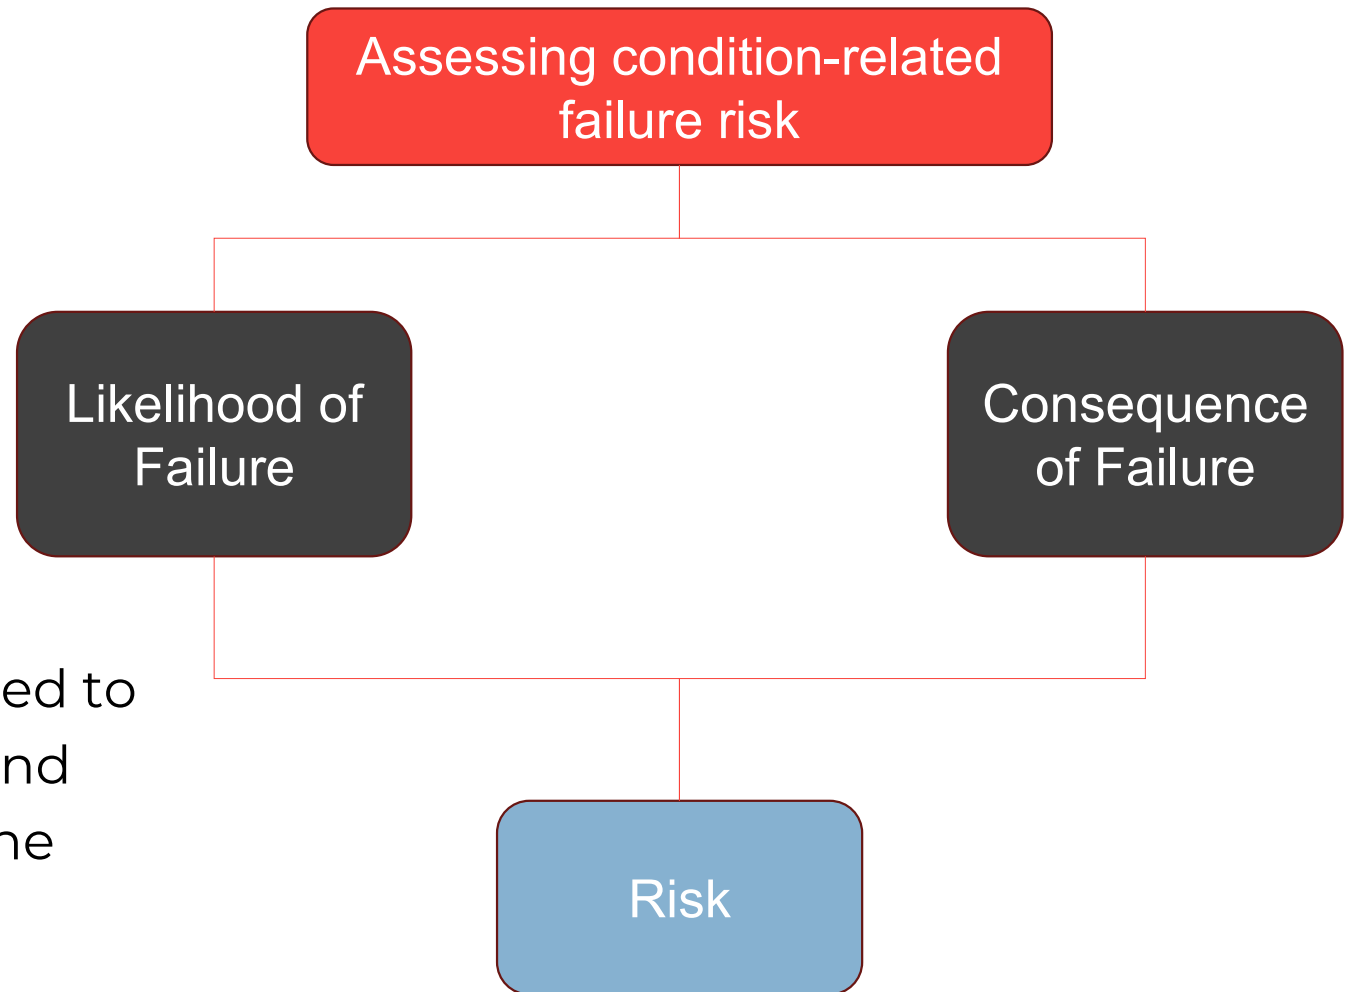 Assessing condition-related
failure risk
Likelihood of
Failure
Consequence
of Failure
ed to
nd
ne
Risk